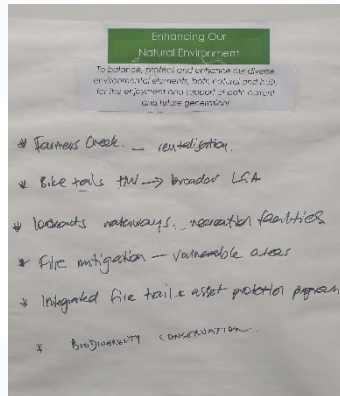 Enhancing Our
Natural Environment
To balance, protect and enhance our diverse
environmental elements, both natural and built,
for the enjoyment and support of both current
and future generations
* Farmers Creek. - revitalisation.
* Bike trails → broader LGA
* lookouts waterways. - recreation facilities
* Fire mitigation - vulnerable areas
* Integrated fire trail & asset protection program
* BIODIVERSITY CONSERVATION.